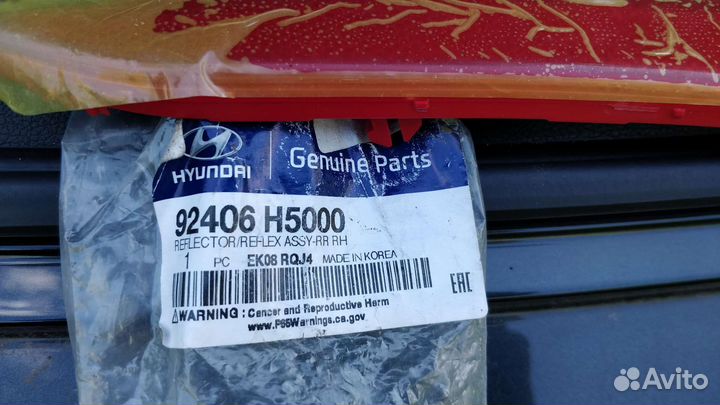 HYUNDAI
Genuine Parts
92406 H5000
REFLECTOR/REFLEX ASSY-RR RH
1 PC EK08 RQJ4 MADE IN KOREA
EAC
WARNING : Cancer and Reproductive Harm
www.P65Warnings.ca.gov
Avito